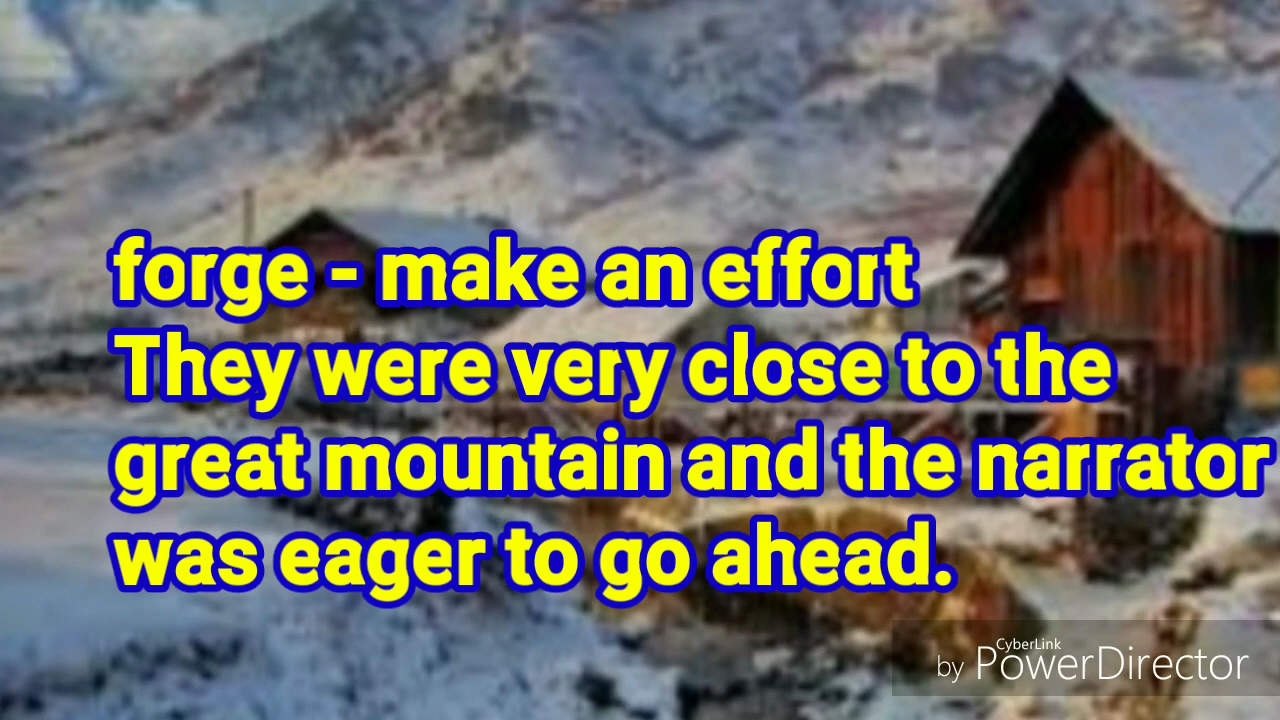 forge - make an effort
They were very close to the
great mountain and the narrator
was eager to go ahead.
CyberLink
by PowerDirector